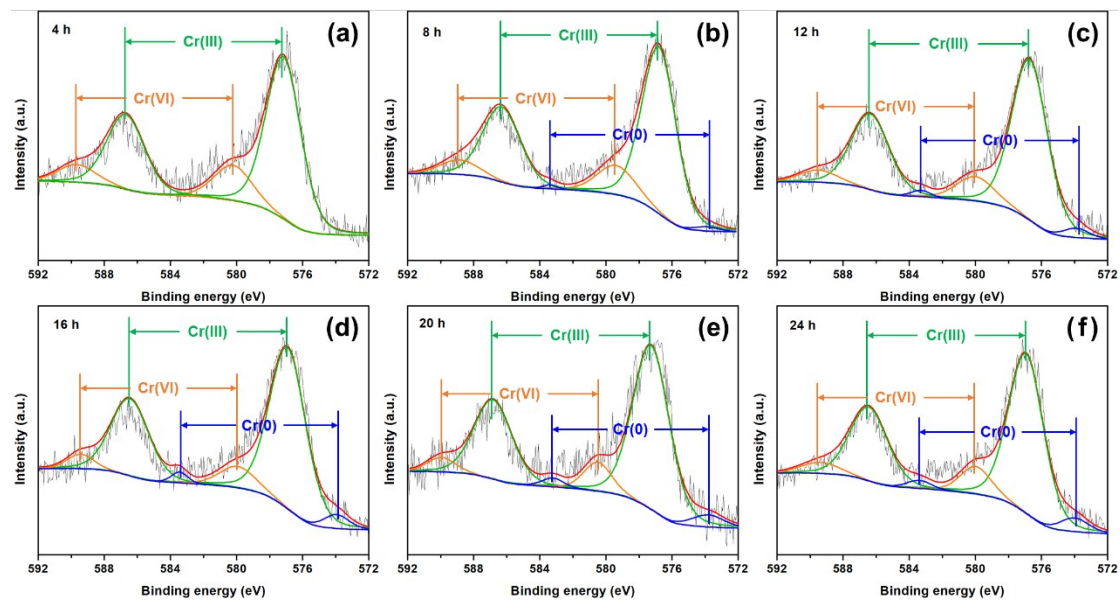 4 h
(a)
Cr(III)
Cr(VI)
Intensity (a.u.)
592 588 584 580 576 572
Binding energy (eV)
8 h
(b)
Cr(III)
Cr(VI)
Cr(0)
Intensity (a.u.)
592 588 584 580 576 572
Binding energy (eV)
12 h
(c)
Cr(III)
Cr(VI)
Cr(0)
Intensity (a.u.)
592 588 584 580 576 572
Binding energy (eV)
16 h
(d)
Cr(III)
Cr(VI)
Cr(0)
Intensity (a.u.)
592 588 584 580 576 572
Binding energy (eV)
20 h
(e)
Cr(III)
Cr(VI)
Cr(0)
Intensity (a.u.)
592 588 584 580 576 572
Binding energy (eV)
24 h
(f)
Cr(III)
Cr(VI)
Cr(0)
Intensity (a.u.)
592 588 584 580 576 572
Binding energy (eV)